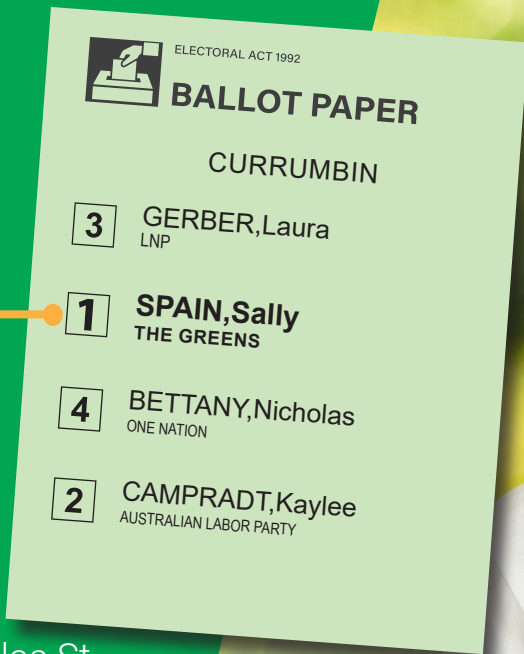 ELECTORAL ACT 1992
BALLOT PAPER
CURRUMBIN
3 GERBER,Laura
LNP
1 SPAIN,Sally
THE GREENS
4 BETTANY,Nicholas
ONE NATION
2 CAMPRADT,Kaylee
AUSTRALIAN LABOR PARTY
St